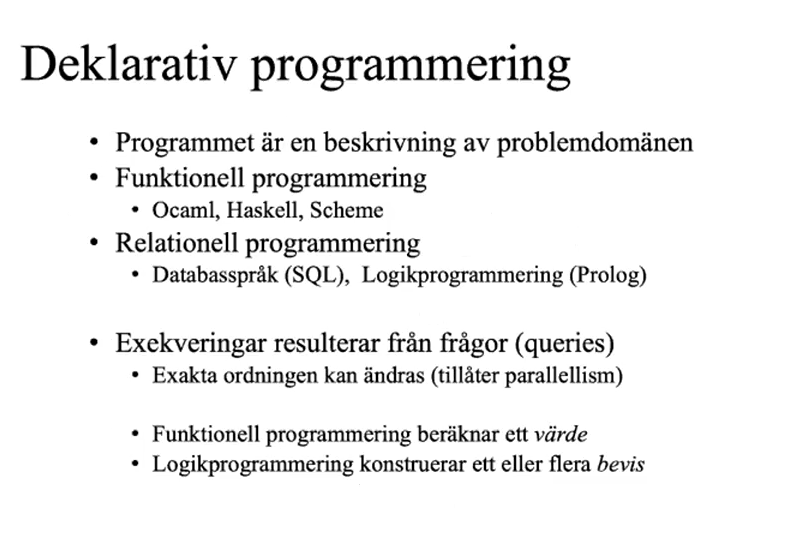 Deklarativ programmering
• Programmet är en beskrivning av problemdomänen
• Funktionell programmering
• Ocaml, Haskell, Scheme
• Relationell programmering
• Databasspråk (SQL), Logikprogrammering (Prolog)
• Exekveringar resulterar från frågor (queries)
• Exakta ordningen kan ändras (tillåter parallellism)
• Funktionell programmering beräknar ett värde
• Logikprogrammering konstruerar ett eller flera bevis